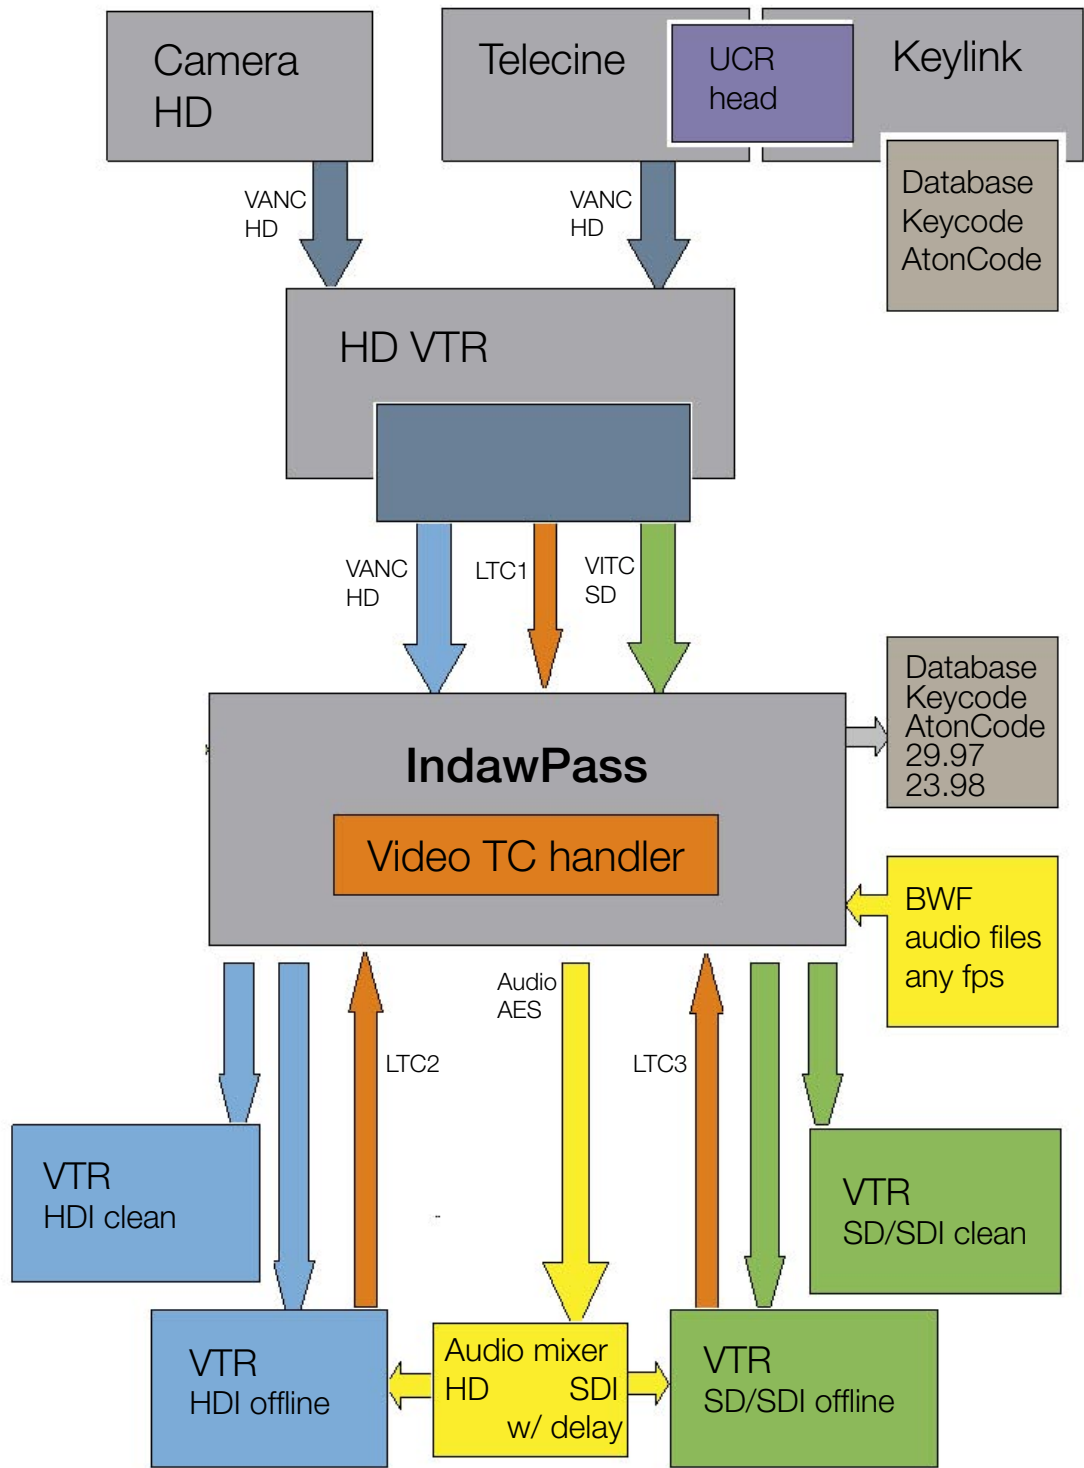 Camera
HD
Telecine
UCR
head
Keylink
Database
Keycode
AtonCode
VANC
HD
VANC
HD
HD VTR
VANC
HD
LTC1
VITC
SD
Database
Keycode
AtonCode
29.97
23.98
IndawPass
Video TC handler
BWF
audio files
any fps
Audio
AES
LTC2
LTC3
VTR
HDI clean
VTR
SD/SDI clean
VTR
HDI offline
Audio mixer
HD SDI
w/ delay
VTR
SD/SDI offline